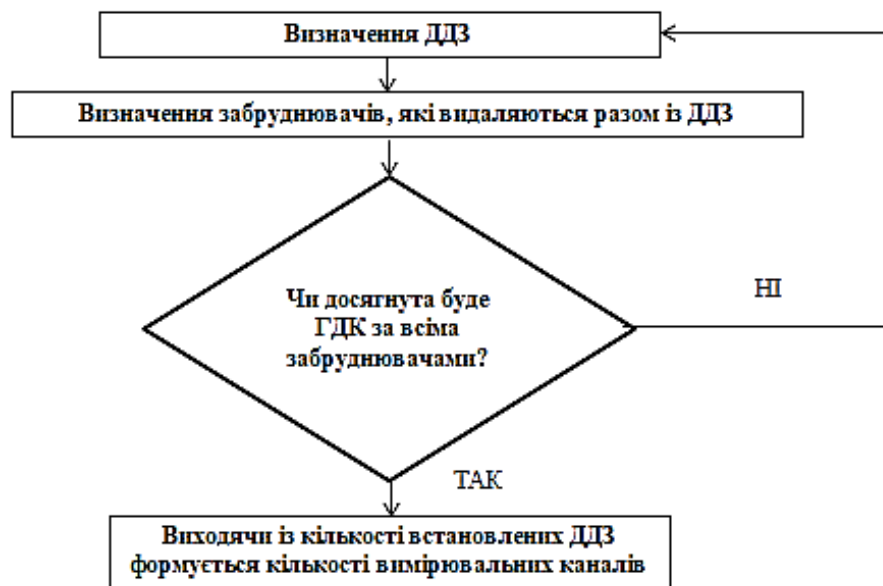 Визначення ДДЗ
Визначення забруднювачів, які видаляються разом із ДДЗ
Чи досягнута буде
ГДК за всіма
забруднювачами?
НІ
ТАК
Виходячи із кількості встановлених ДДЗ
формується кількості вимірювальних каналів